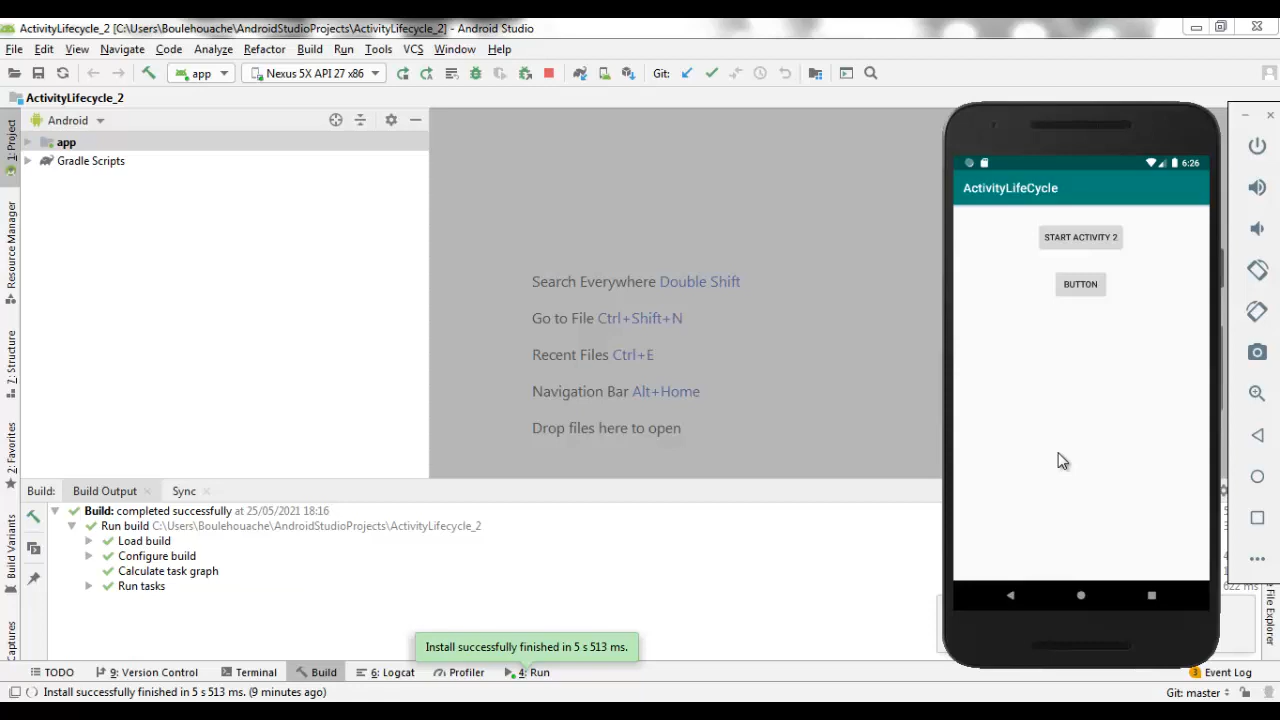 ActivityLifecycle_2 [C:\Users\Boulehouache\AndroidStudioProjects\ActivityLifecycle_2] - Android Studio
File Edit View Navigate Code Analyze Refactor Build Run Tools VCS Window Help
app Nexus 5X API 27 x86 Git:
ActivityLifecycle_2
Android
app
Gradle Scripts
1: Project
Resource Manager
7: Structure
2: Favorites
Build Variants
Captures
Search Everywhere Double Shift
Go to File Ctrl+Shift+N
Recent Files Ctrl+E
Navigation Bar Alt+Home
Drop files here to open
6:26
ActivityLifeCycle
START ACTIVITY 2
BUTTON
Build: Build Output Sync
Build: completed successfully at 25/05/2021 18:16
Run build C:\Users\Boulehouache\AndroidStudioProjects\ActivityLifecycle_2
Load build
Configure build
Calculate task graph
Run tasks
622 ms
File Explorer
Install successfully finished in 5 s 513 ms.
TODO 9: Version Control Terminal Build 6: Logcat Profiler 4: Run 3 Event Log
Install successfully finished in 5 s 513 ms. (9 minutes ago) Git: master